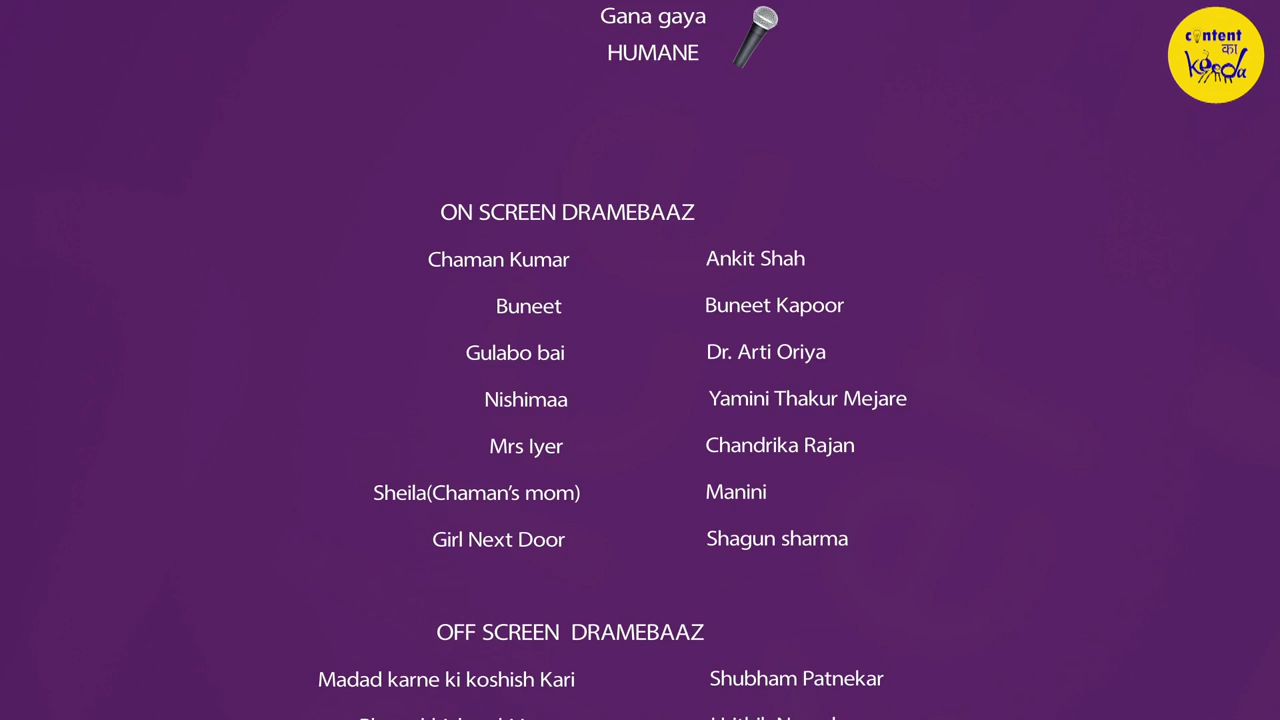 Gana gaya
HUMANE
content
का
keeda
ON SCREEN DRAMEBAAZ
Chaman Kumar Ankit Shah
Buneet Buneet Kapoor
Gulabo bai Dr. Arti Oriya
Nishimaa Yamini Thakur Mejare
Mrs Iyer Chandrika Rajan
Sheila(Chaman's mom) Manini
Girl Next Door Shagun sharma
OFF SCREEN DRAMEBAAZ
Madad karne ki koshish Kari Shubham Patnekar